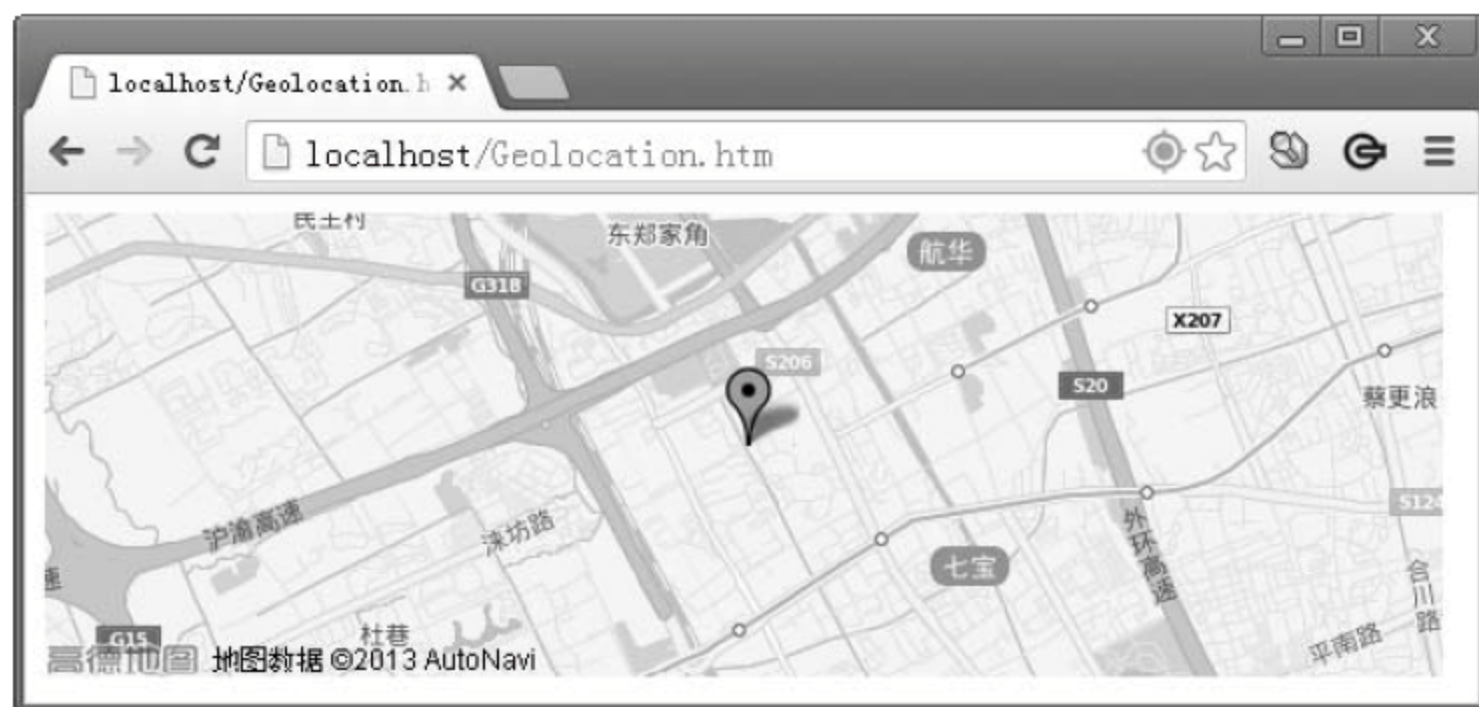 localhost/Geolocation.h
localhost/Geolocation.htm
民主村
东郑家角
航华
G318
X207
S206
S20
蔡更浪
S124
沪渝高速
涞坊路
外环高速
七宝
速
合川路
G15
杜巷
平南路
高德地图 地图数据 ©2013 AutoNavi